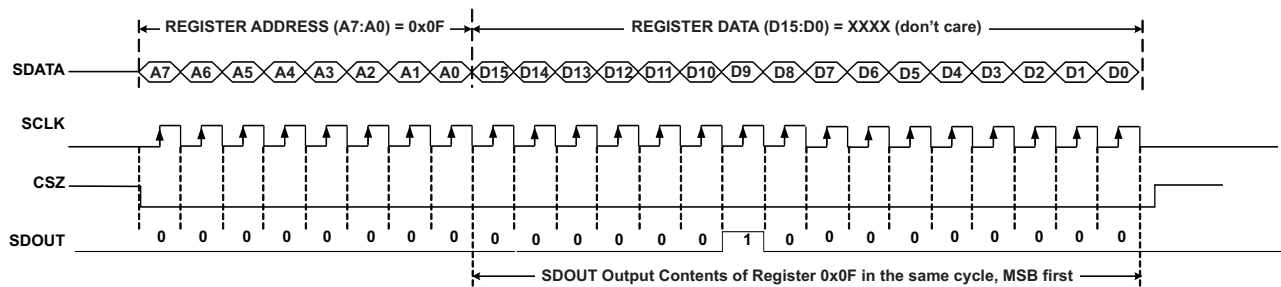 REGISTER ADDRESS (A7:A0) = 0x0F REGISTER DATA (D15:D0) = XXXX (don't care)
SDATA A7 A6 A5 A4 A3 A2 A1 A0 D15 D14 D13 D12 D11 D10 D9 D8 D7 D6 D5 D4 D3 D2 D1 D0
SCLK
CSZ
SDOUT 0 0 0 0 0 0 0 0 0 0 0 0 0 0 1 0 0 0 0 0 0 0 0 0
SDOUT Output Contents of Register 0x0F in the same cycle, MSB first